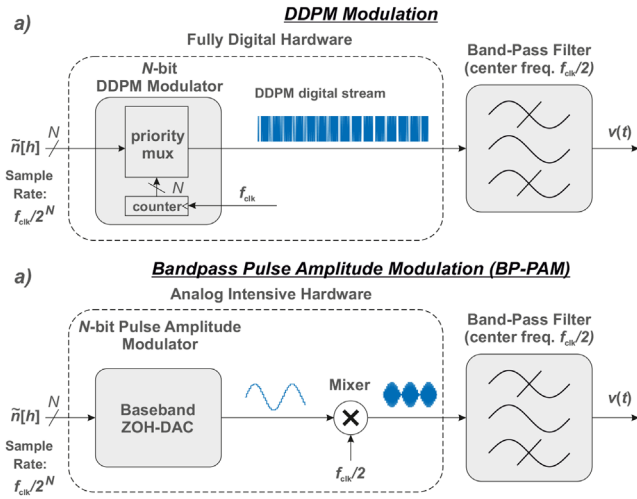 a)
DDPM Modulation
Fully Digital Hardware
Band-Pass Filter
(center freq. fclk/2)
N-bit
DDPM Modulator
DDPM digital stream
priority
mux
N
ñ[h]
v(t)
Sample
Rate:
fclk/2^N
N
counter
fclk
a)
Bandpass Pulse Amplitude Modulation (BP-PAM)
Analog Intensive Hardware
Band-Pass Filter
(center freq. fclk/2)
N-bit Pulse Amplitude
Modulator
Mixer
Baseband
ZOH-DAC
N
ñ[h]
v(t)
Sample
Rate:
fclk/2^N
fclk/2